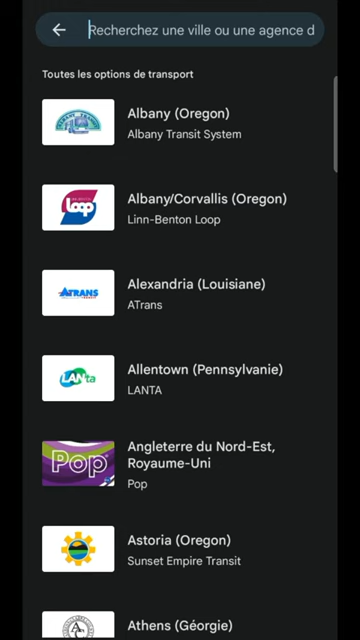 Recherchez une ville ou une agence d
Toutes les options de transport
Albany (Oregon)
Albany Transit System
loop
Albany/Corvallis (Oregon)
Linn-Benton Loop
ATRANS
Alexandria (Louisiane)
ATrans
LANta
Allentown (Pennsylvanie)
LANTA
Pop
Angleterre du Nord-Est,
Royaume-Uni
Pop
Astoria (Oregon)
Sunset Empire Transit
Athens (Géorgie)